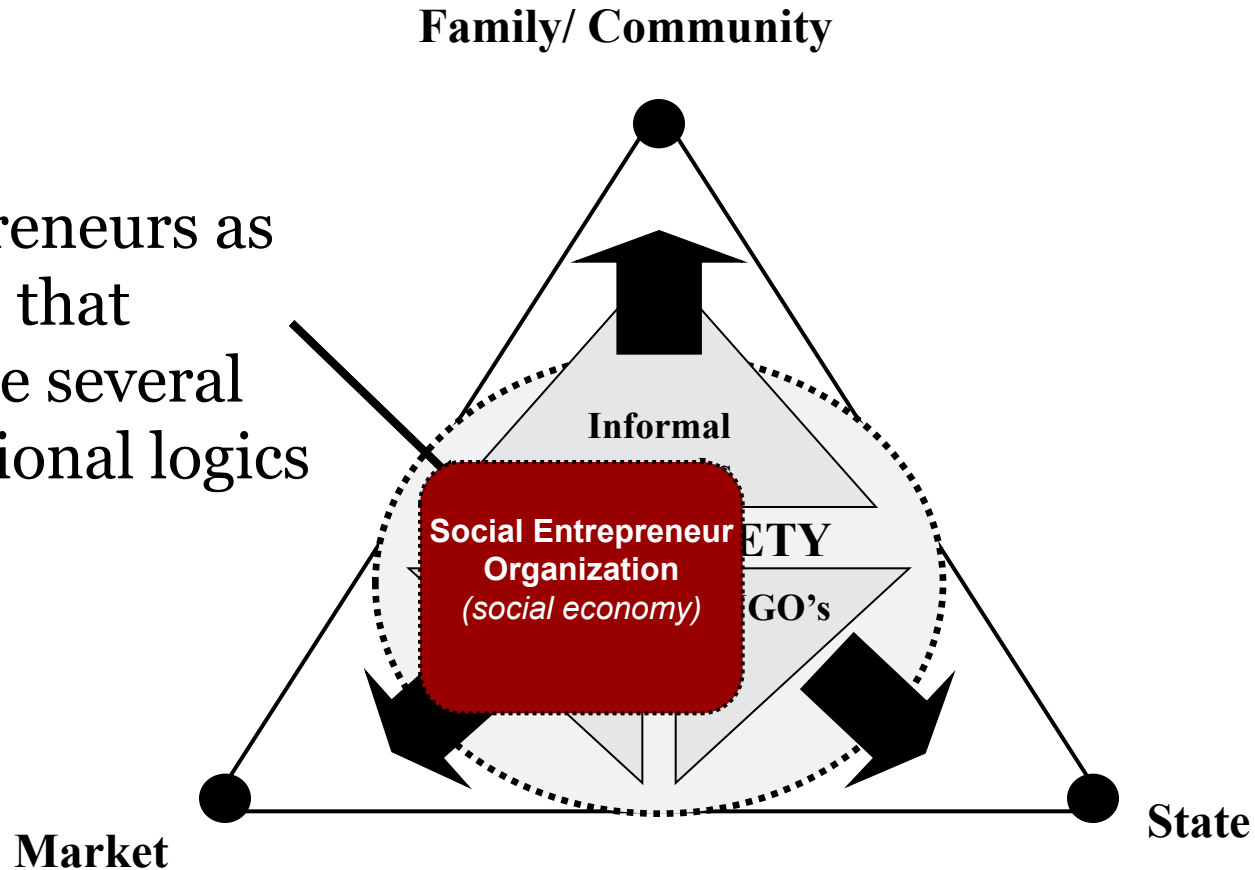 Family/ Community
reneurs as
that
e several
ional logics
Informal
Social Entrepreneur
Organization
(social economy)
ETY
GO's
Market
State